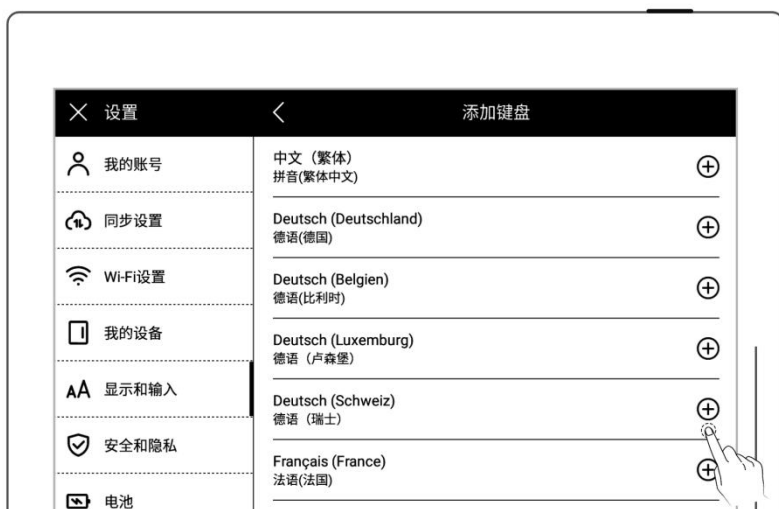 设置
添加键盘
我的账号
同步设置
Wi-Fi设置
我的设备
AA 显示和输入
安全和隐私
电池
中文（繁体）
拼音(繁体中文)
Deutsch (Deutschland)
德语(德国)
Deutsch (Belgien)
德语(比利时)
Deutsch (Luxemburg)
德语（卢森堡）
Deutsch (Schweiz)
德语（瑞士）
Français (France)
法语(法国)